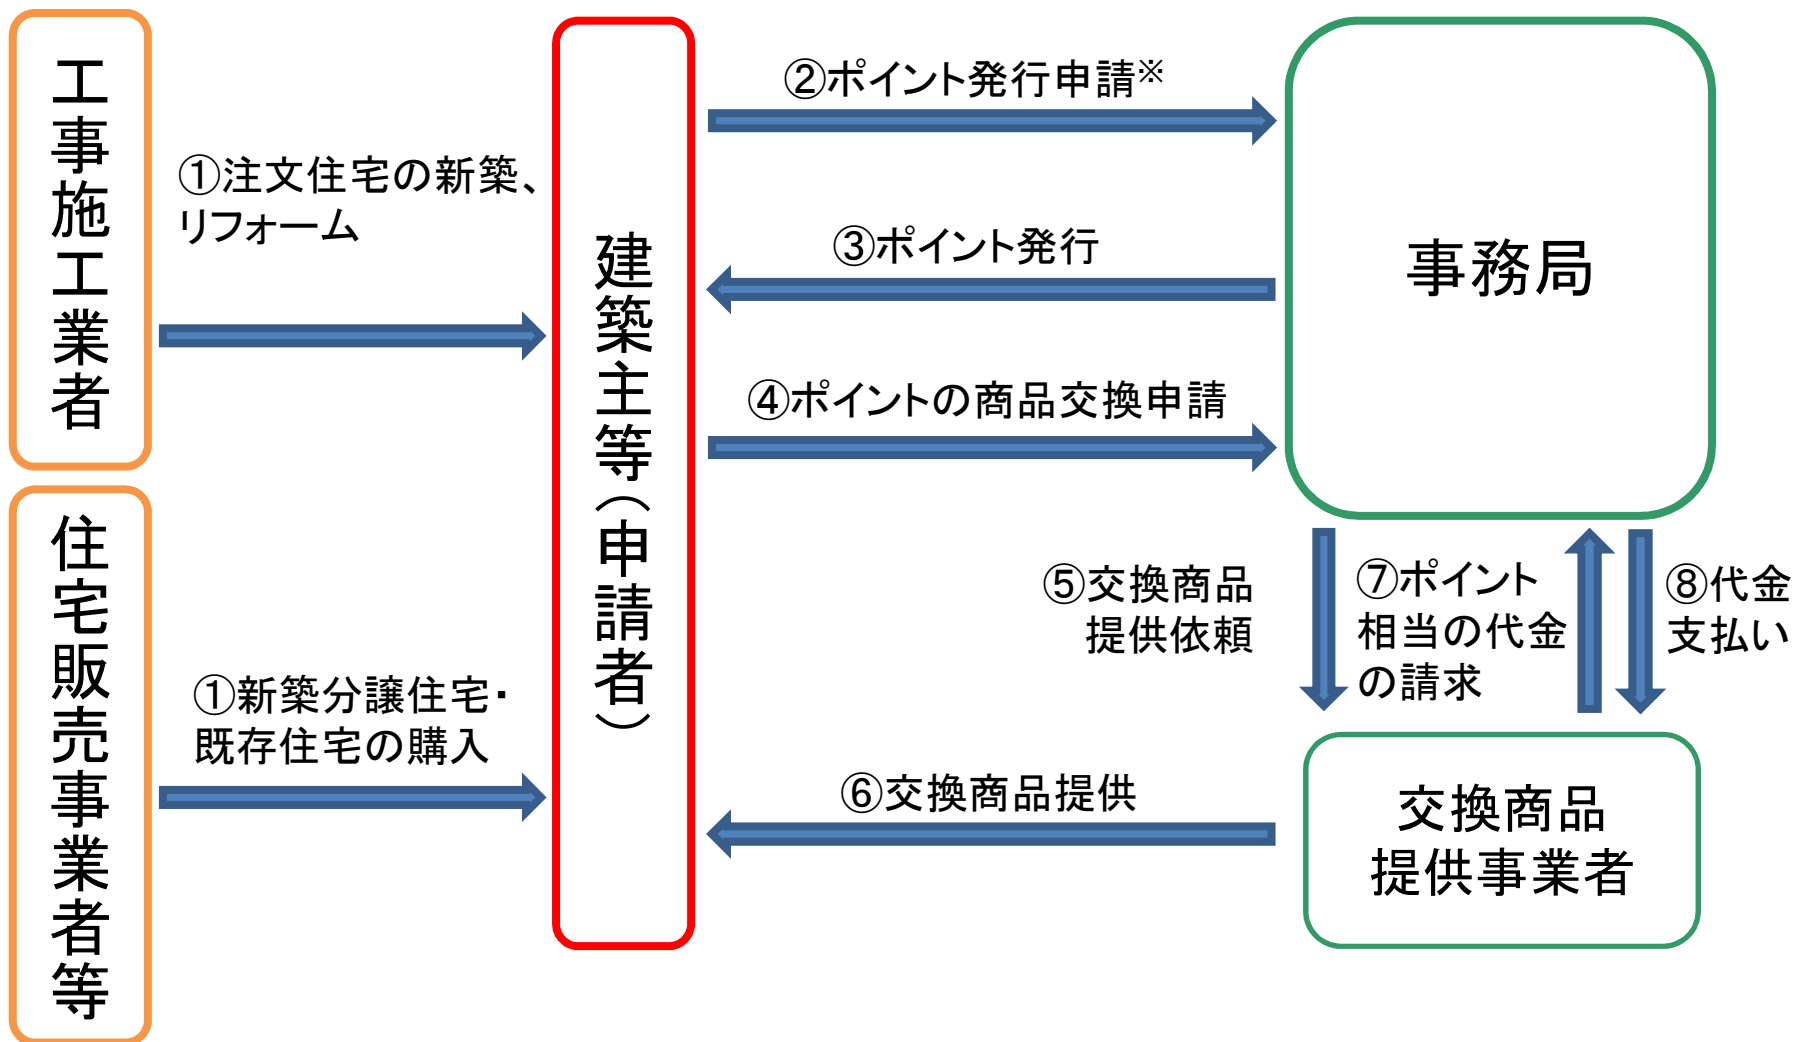 工事施工業者
①注文住宅の新築、
リフォーム
住宅販売事業者等
①新築分譲住宅・
既存住宅の購入
建築主等(申請者)
②ポイント発行申請※
③ポイント発行
④ポイントの商品交換申請
事務局
⑤交換商品
提供依頼
⑦ポイント
相当の代金
の請求
⑧代金
支払い
⑥交換商品提供
交換商品
提供事業者